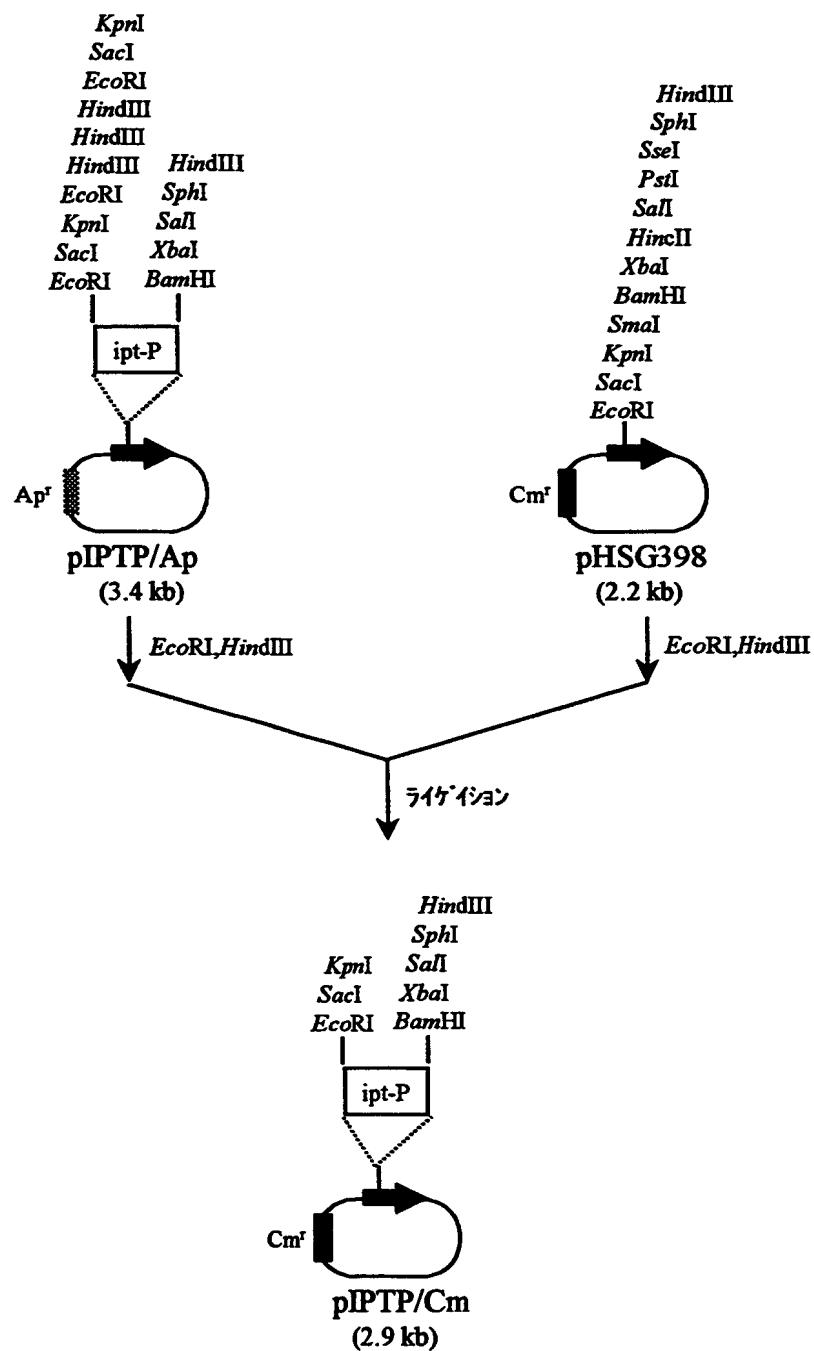 KpnI
SacI
EcoRI
HindIII
HindIII
HindIII
EcoRI
KpnI
SacI
EcoRI
HindIII
SphI
SalI
XbaI
BamHI
ipt-P
Apʳ
pIPTP/Ap
(3.4 kb)
EcoRI,HindIII
HindIII
SphI
SseI
PstI
SalI
HincII
XbaI
BamHI
SmaI
KpnI
SacI
EcoRI
Cmʳ
pHSG398
(2.2 kb)
EcoRI,HindIII
ライゲイション
KpnI
SacI
EcoRI
HindIII
SphI
SalI
XbaI
BamHI
ipt-P
Cmʳ
pIPTP/Cm
(2.9 kb)